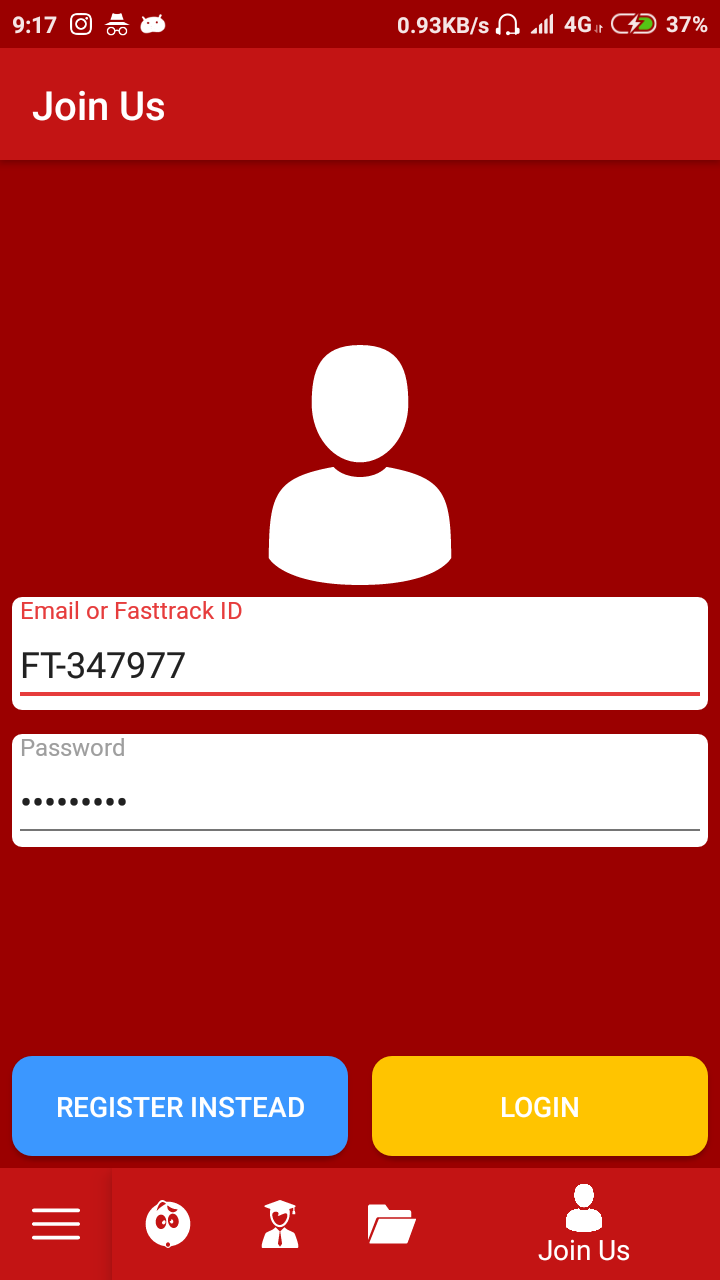 9:17 0.93KB/s 4G 37%
Join Us
Email or Fasttrack ID
FT-347977
Password
•••••••••
REGISTER INSTEAD LOGIN
Join Us